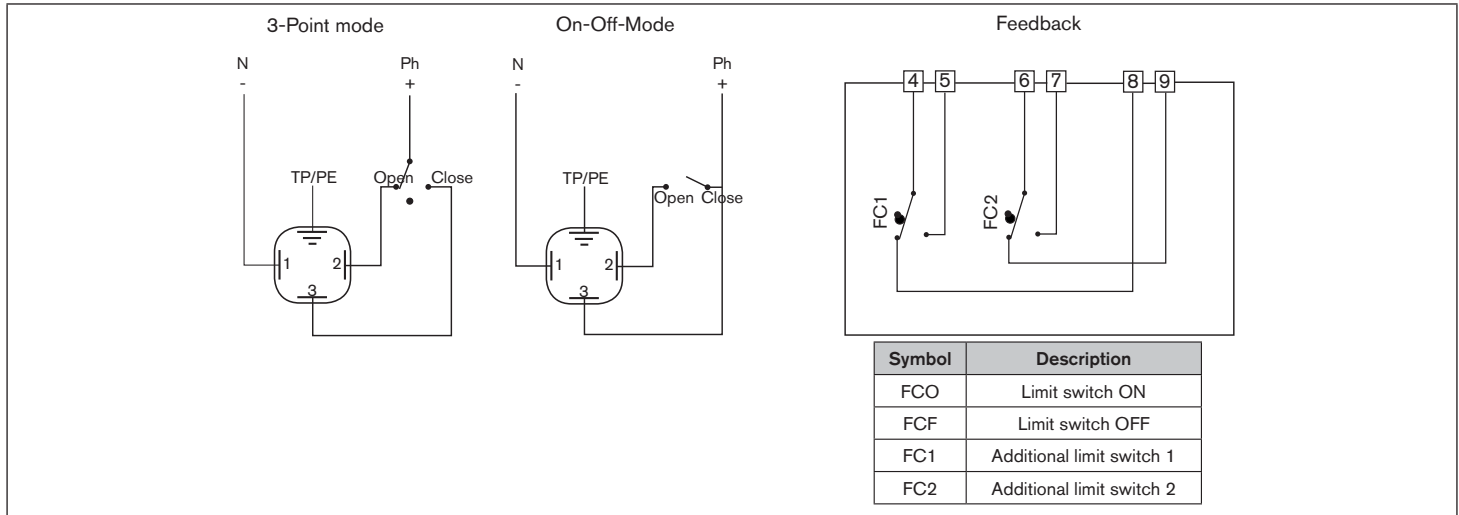 3-Point mode
N
-
Ph
+
TP/PE
Open Close
1
2
3
On-Off-Mode
N
-
Ph
+
TP/PE
Open Close
1
2
3
Feedback
4 5 6 7 8 9
FC1
FC2
Symbol Description
FCO Limit switch ON
FCF Limit switch OFF
FC1 Additional limit switch 1
FC2 Additional limit switch 2